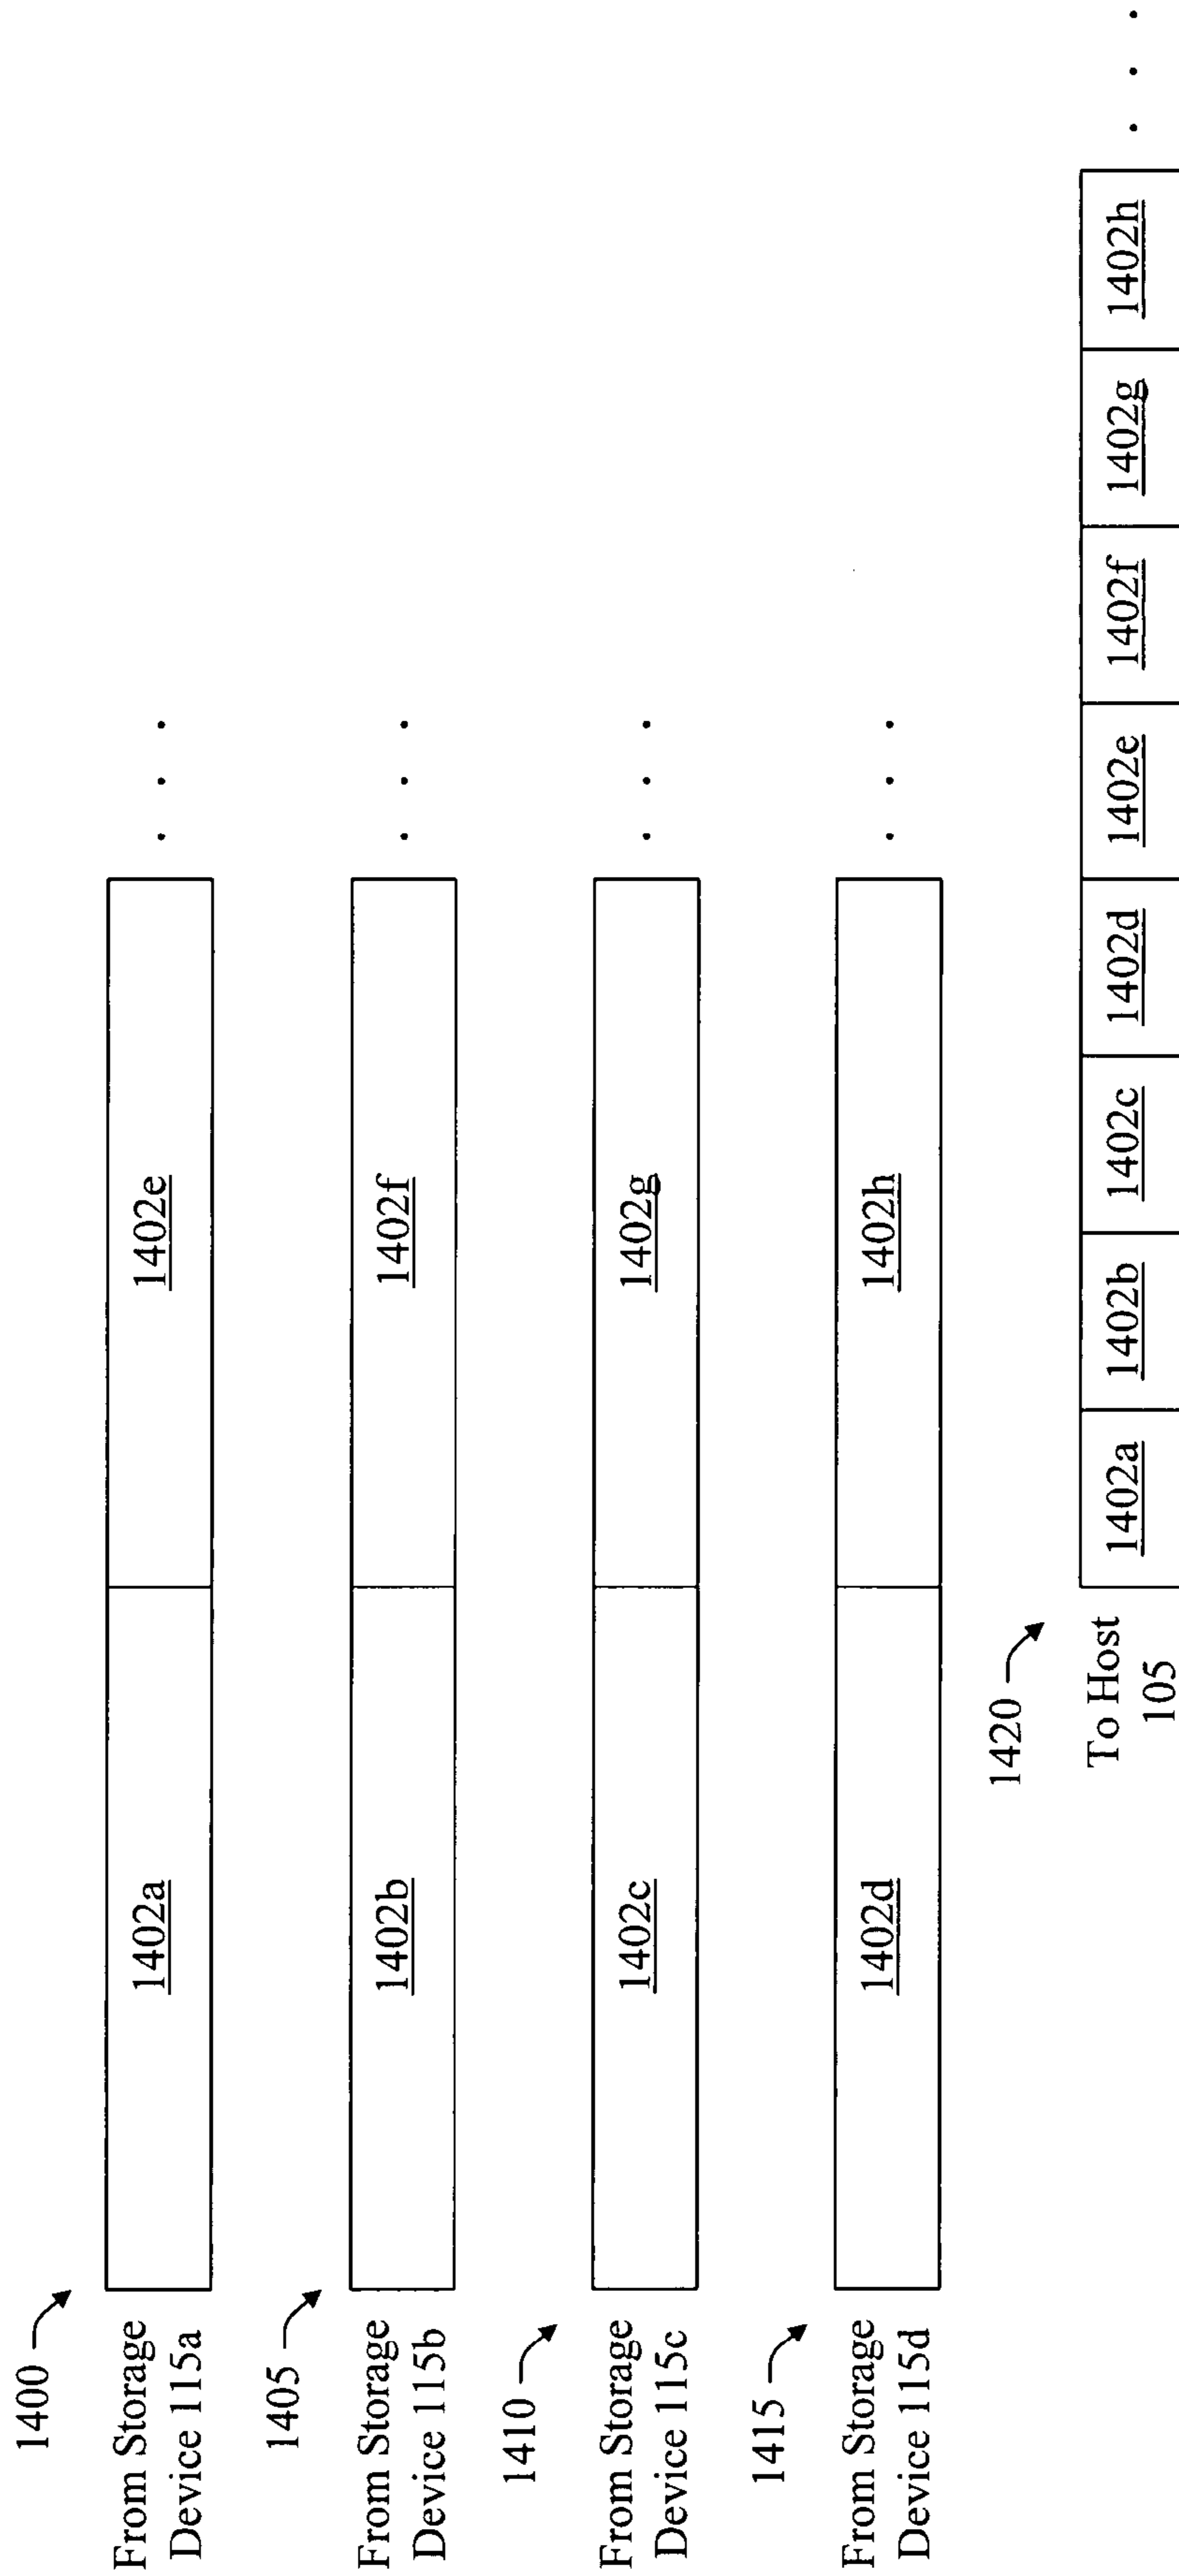 1400
From Storage
Device 115a
1402a
1402e
. . .
1405
From Storage
Device 115b
1402b
1402f
. . .
1410
From Storage
Device 115c
1402c
1402g
. . .
1415
From Storage
Device 115d
1402d
1402h
. . .
1420
To Host
105
1402a
1402b
1402c
1402d
1402e
1402f
1402g
1402h
. . .